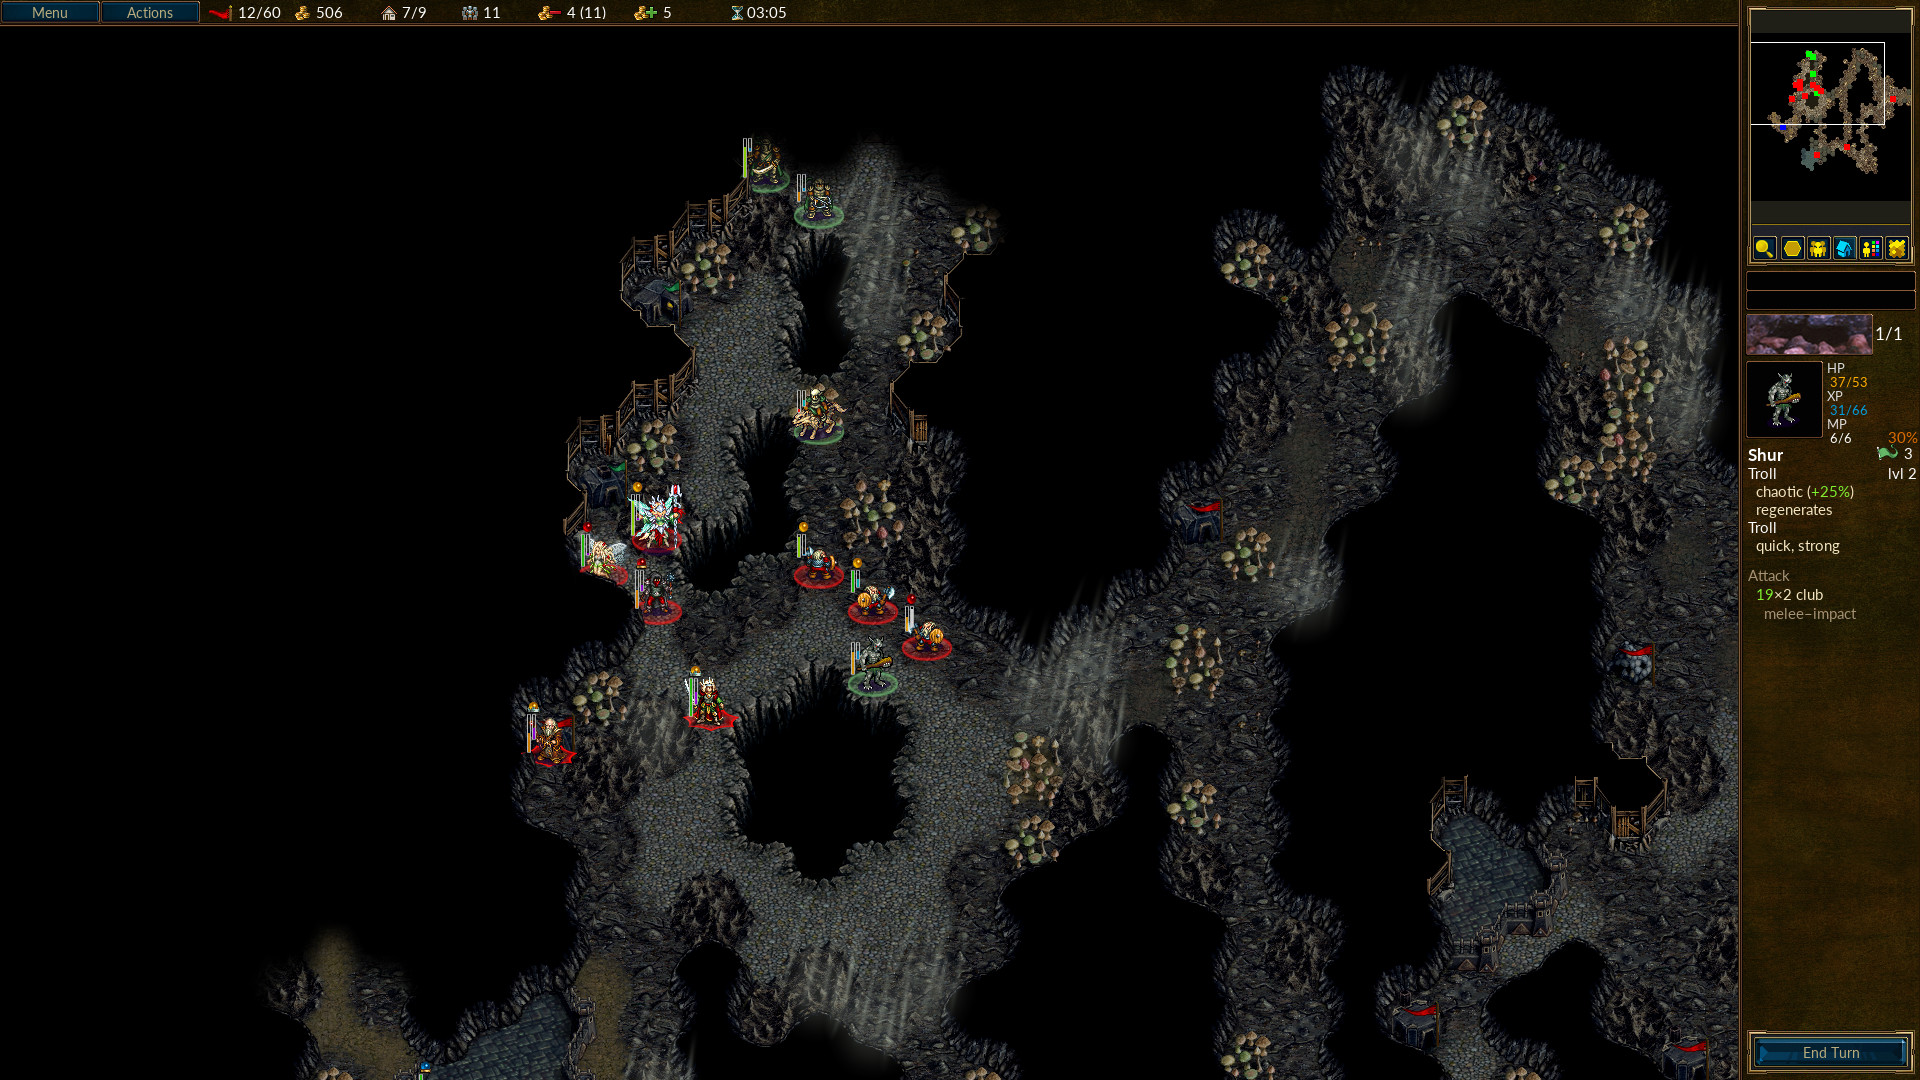 Menu Actions 12/60 506 7/9 11 4 (11) 5 03:05
1/1
HP
37/53
XP
31/66
MP
6/6 30%
Shur 3
Troll lvl 2
chaotic (+25%)
regenerates
Troll
quick, strong
Attack
19×2 club
melee–impact
End Turn